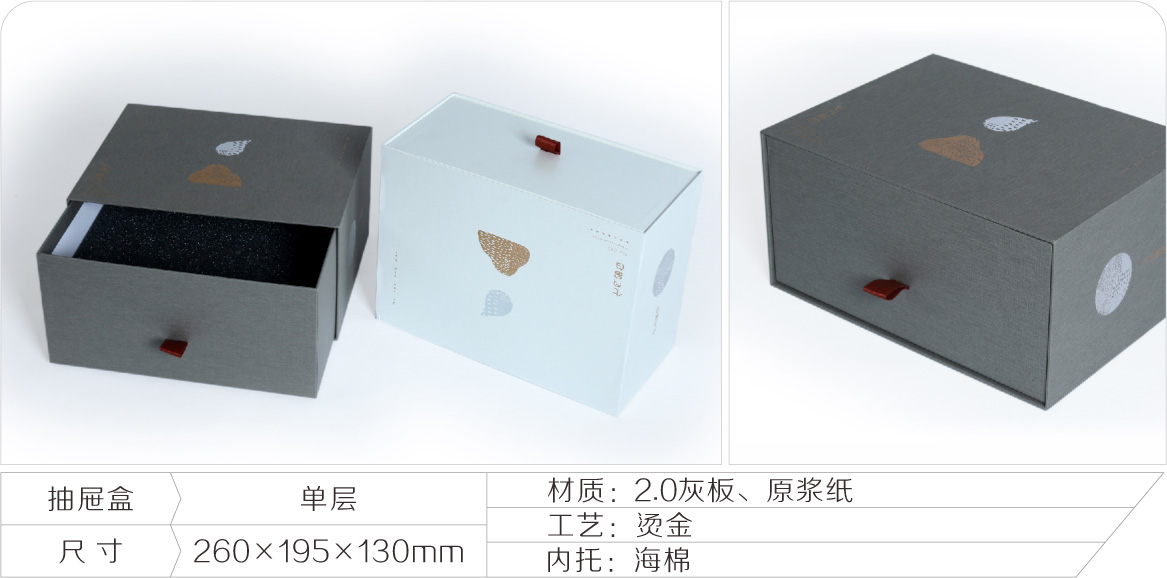 抽屉盒
单层
尺寸
260×195×130mm
材质：2.0灰板、原浆纸
工艺：烫金
内托：海棉